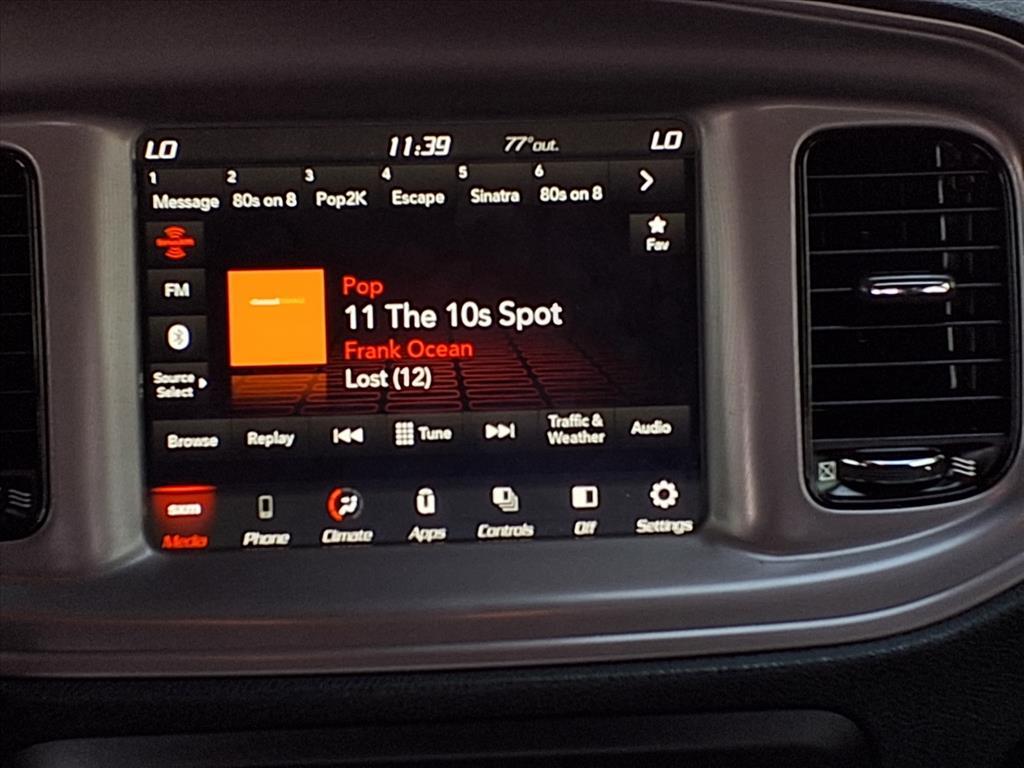 LO 11:39 77°out. LO
1 2 3 4 5 6
Message 80s on 8 Pop2K Escape Sinatra 80s on 8
Fav
FM
Pop
11 The 10s Spot
Frank Ocean
Lost (12)
Source
Select
Browse Replay Tune Traffic & Weather Audio
sxm
Media Phone Climate Apps Controls Off Settings